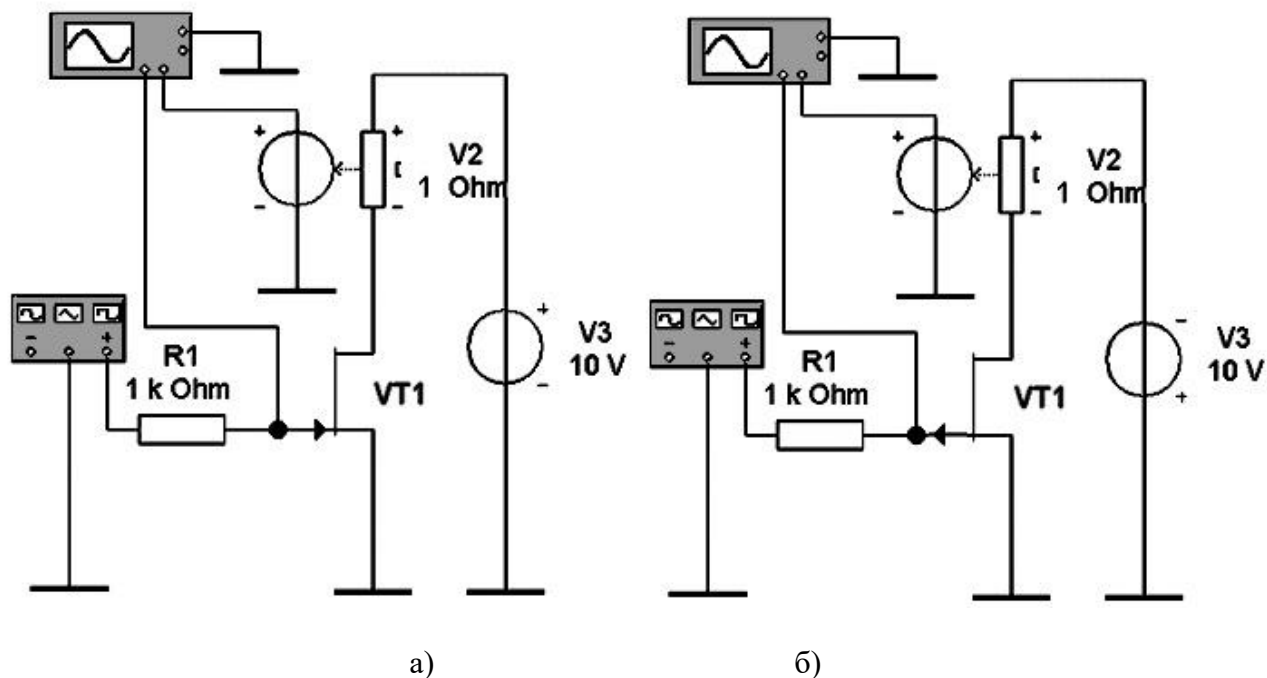 V2
1 Ohm
V3
10 V
R1
1 k Ohm
VT1
а)
V2
1 Ohm
V3
10 V
R1
1 k Ohm
VT1
б)